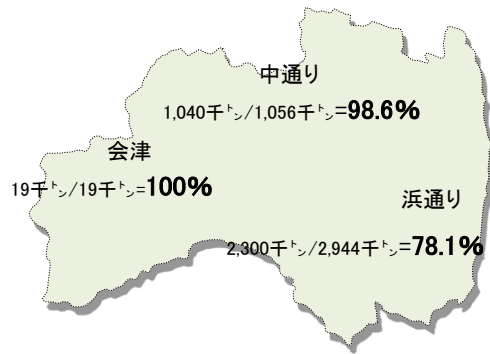 中通り
1,040千㌧/1,056千㌧=98.6%
会津
19千㌧/19千㌧=100%
浜通り
2,300千㌧/2,944千㌧=78.1%